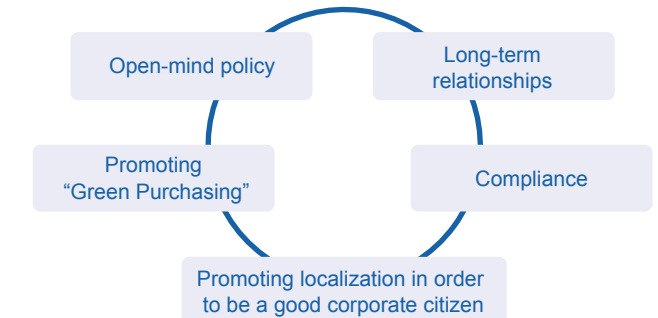 Open-mind policy
Long-term
relationships
Promoting
“Green Purchasing”
Compliance
Promoting localization in order
to be a good corporate citizen